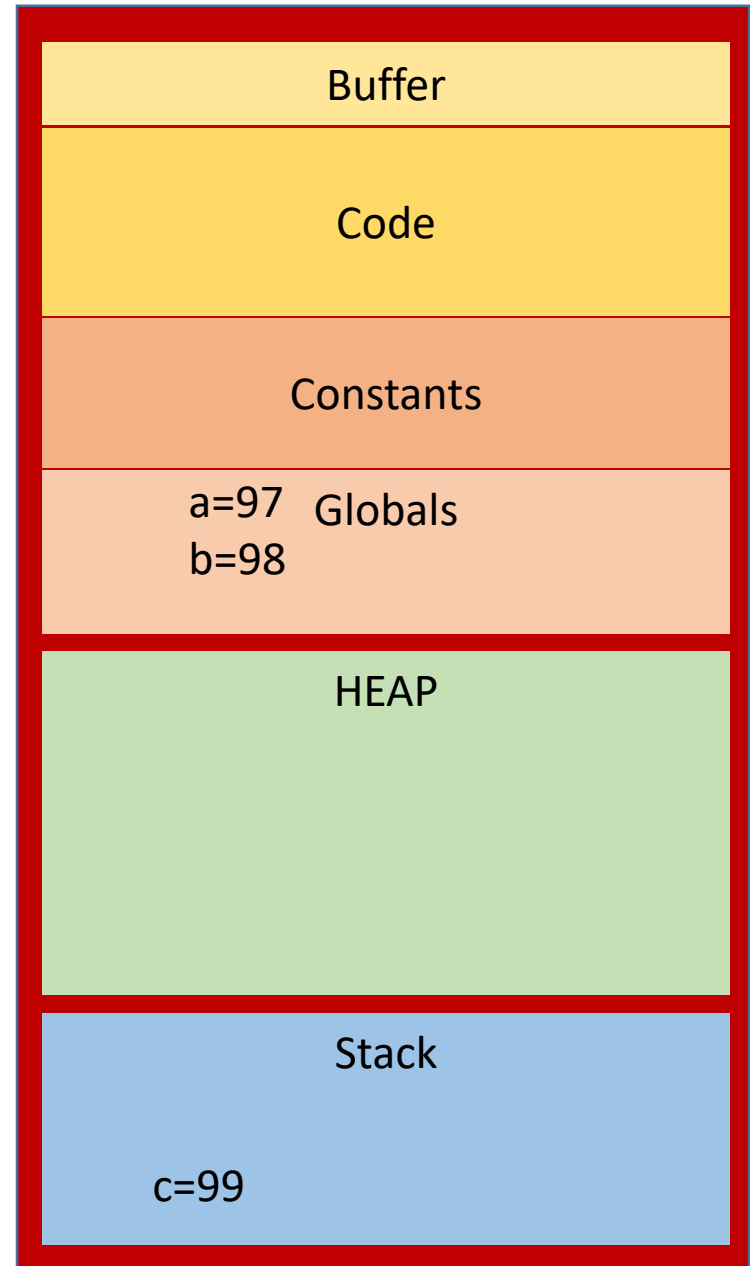 Buffer
Code
Constants
a=97 Globals
b=98
HEAP
Stack
c=99